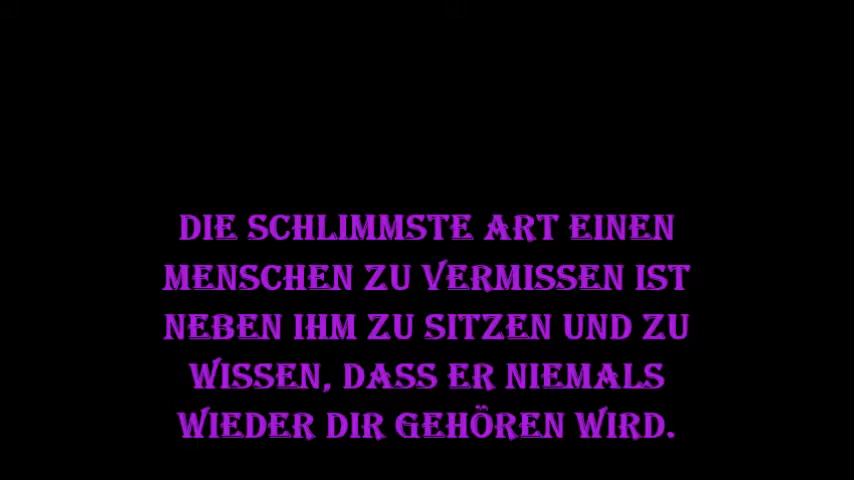 DIE SCHLIMMSTE ART EINEN
MENSCHEN ZU VERMISSEN IST
NEBEN IHM ZU SITZEN UND ZU
WISSEN, DASS ER NIEMALS
WIEDER DIR GEHÖREN WIRD.